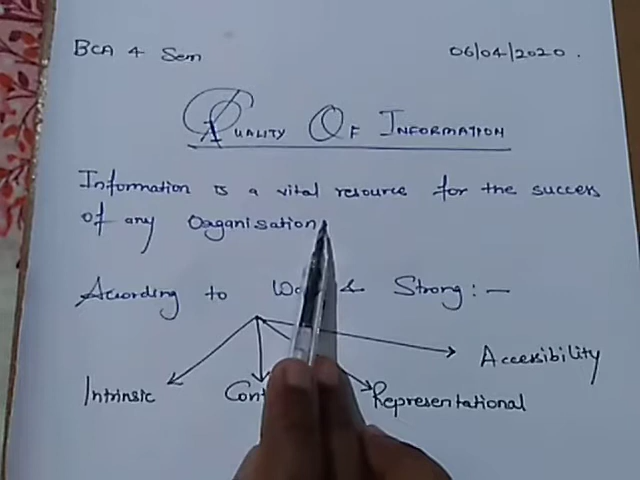 BCA 4 Sem
06/04/2020.
QUALITY OF INFORMATION
Information is a vital resource for the success
of any Oaganisation
According to & Strong:-
Accessibility
Intrinsic Representational